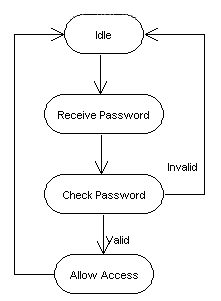 Idle
Receive Password
Invalid
Check Password
Valid
Allow Access